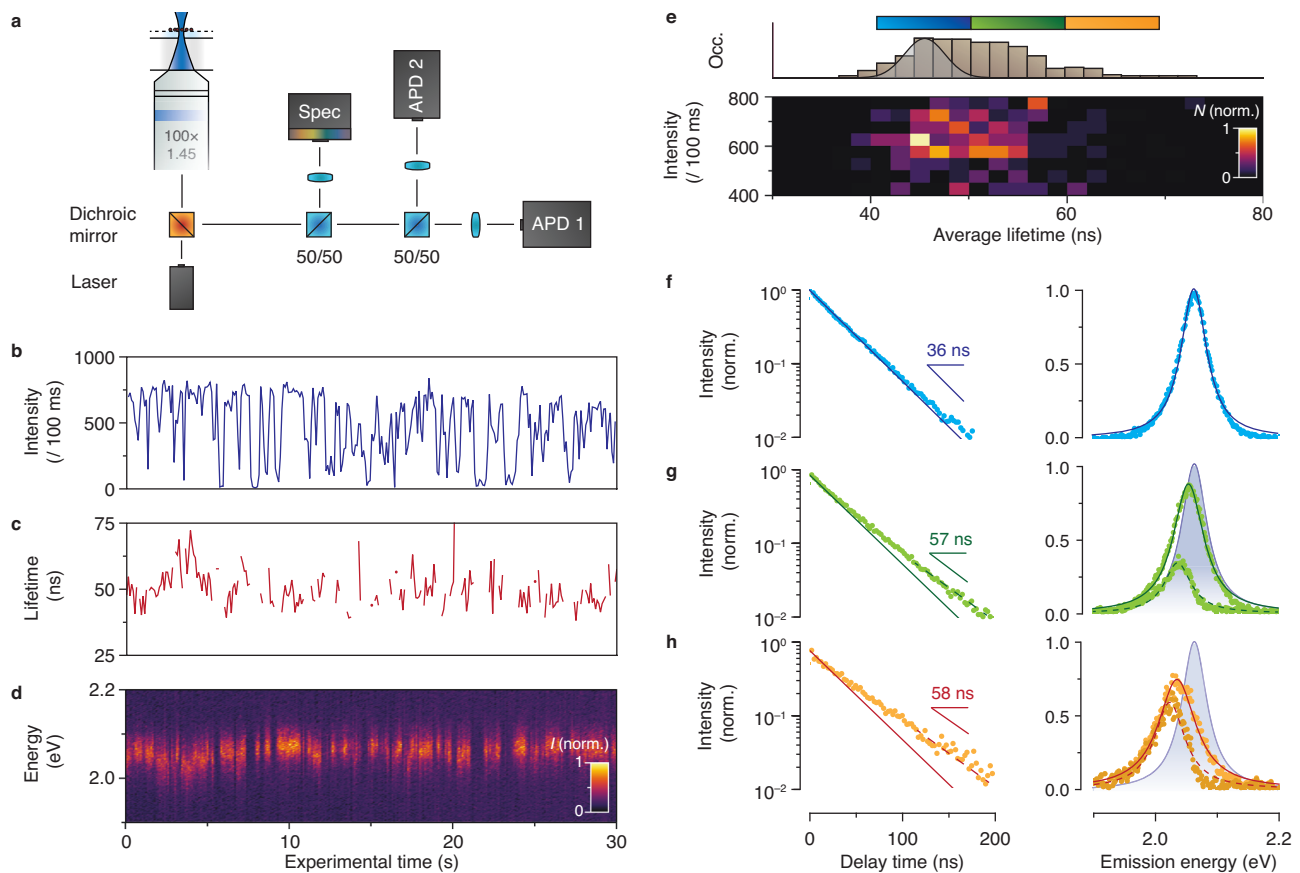 a
100×
1.45
Dichroic
mirror
Laser
Spec
APD 2
APD 1
50/50
50/50
b
Intensity
(/ 100 ms)
1000
500
0
c
Lifetime
(ns)
75
50
25
d
Energy
(eV)
2.2
2.0
I (norm.)
1
0
0
10
20
30
Experimental time (s)
e
Occ.
Intensity
(/ 100 ms)
800
600
400
N (norm.)
1
0
40
60
80
Average lifetime (ns)
f
Intensity
(norm.)
10⁰
10⁻¹
10⁻²
36 ns
1.0
0.5
0.0
g
Intensity
(norm.)
10⁰
10⁻¹
10⁻²
57 ns
1.0
0.5
0.0
h
Intensity
(norm.)
10⁰
10⁻¹
10⁻²
58 ns
0
100
200
Delay time (ns)
1.0
0.5
0.0
2.0
2.2
Emission energy (eV)